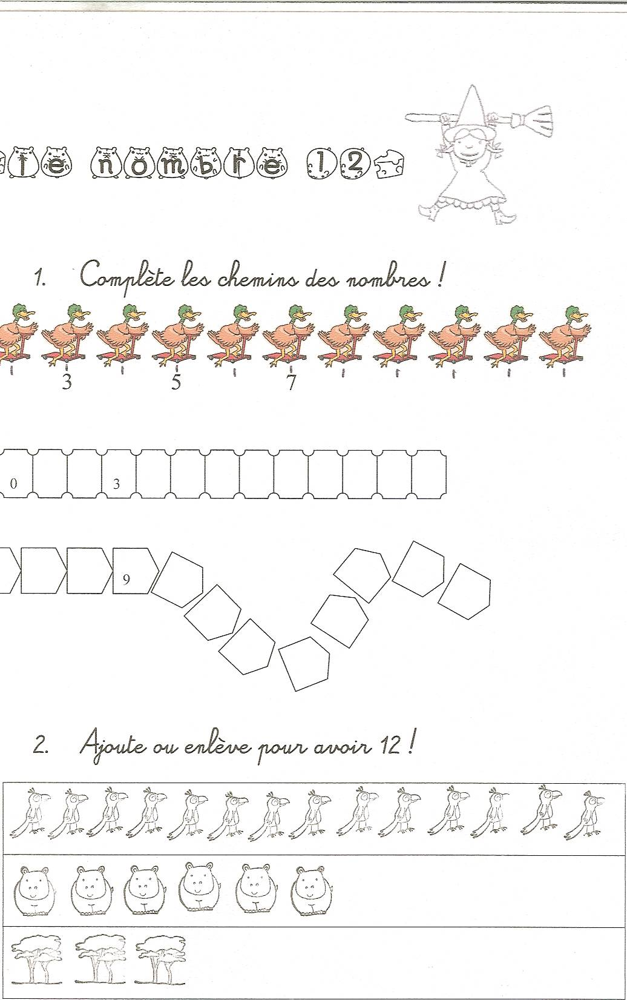 te nombre 12
1. Complète les chemins des nombres !
3 5 7
0 3
9
2. Ajoute ou enlève pour avoir 12 !